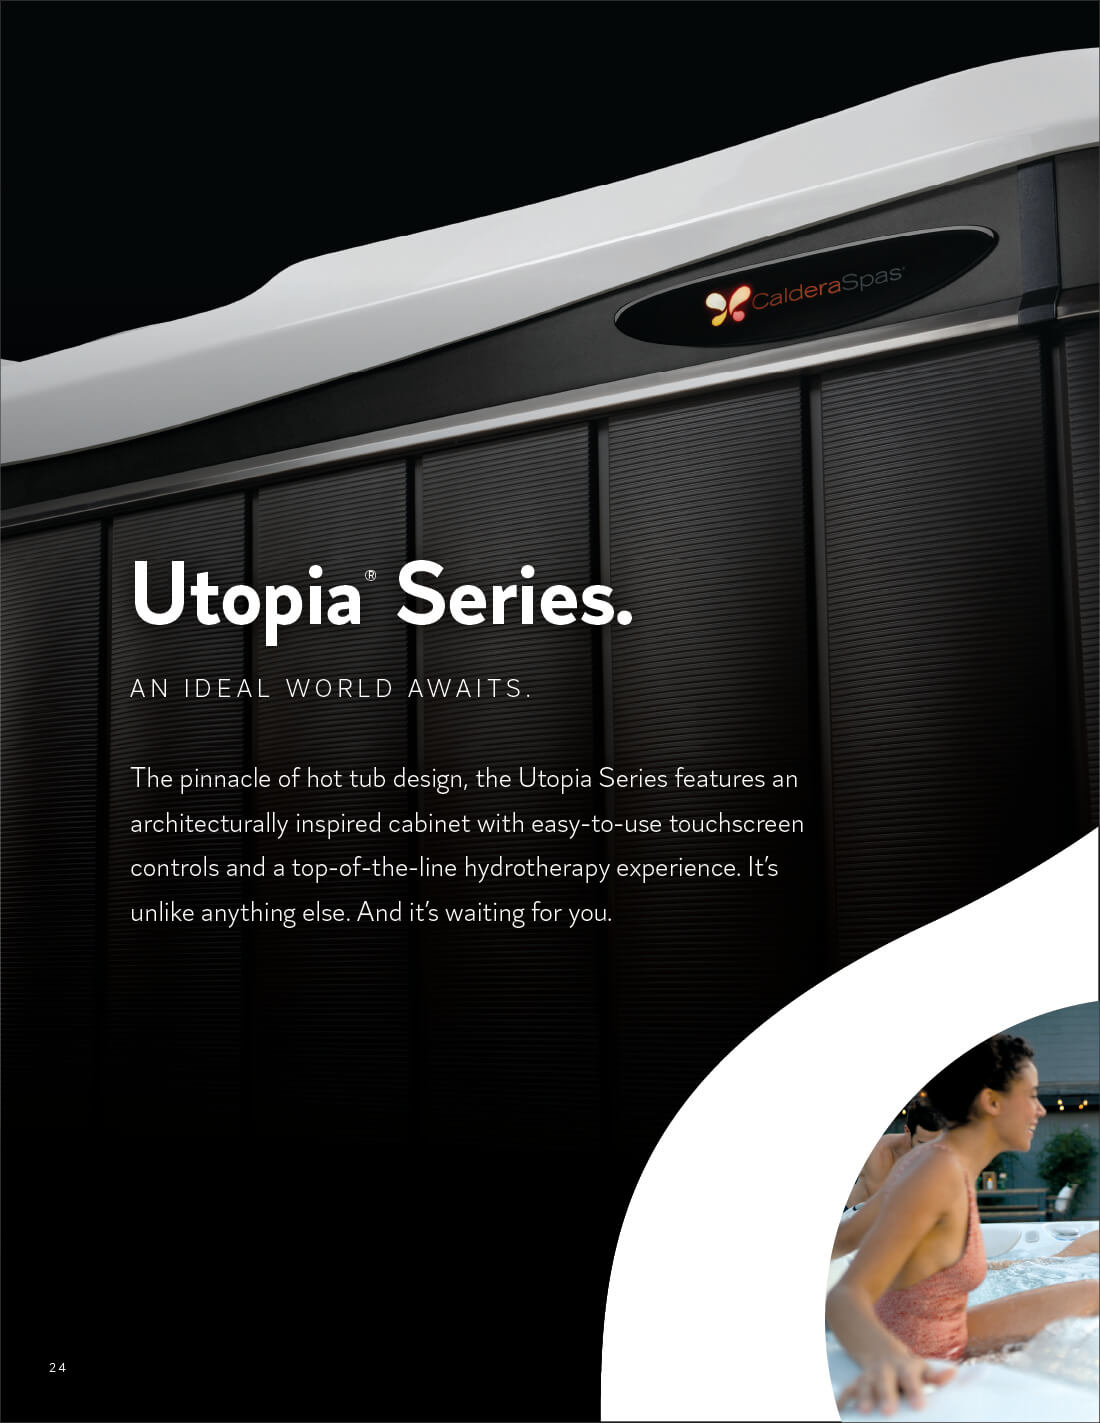 CalderaSpas®
Utopia® Series.
AN IDEAL WORLD AWAITS.
The pinnacle of hot tub design, the Utopia Series features an
architecturally inspired cabinet with easy-to-use touchscreen
controls and a top-of-the-line hydrotherapy experience. It’s
unlike anything else. And it’s waiting for you.
24